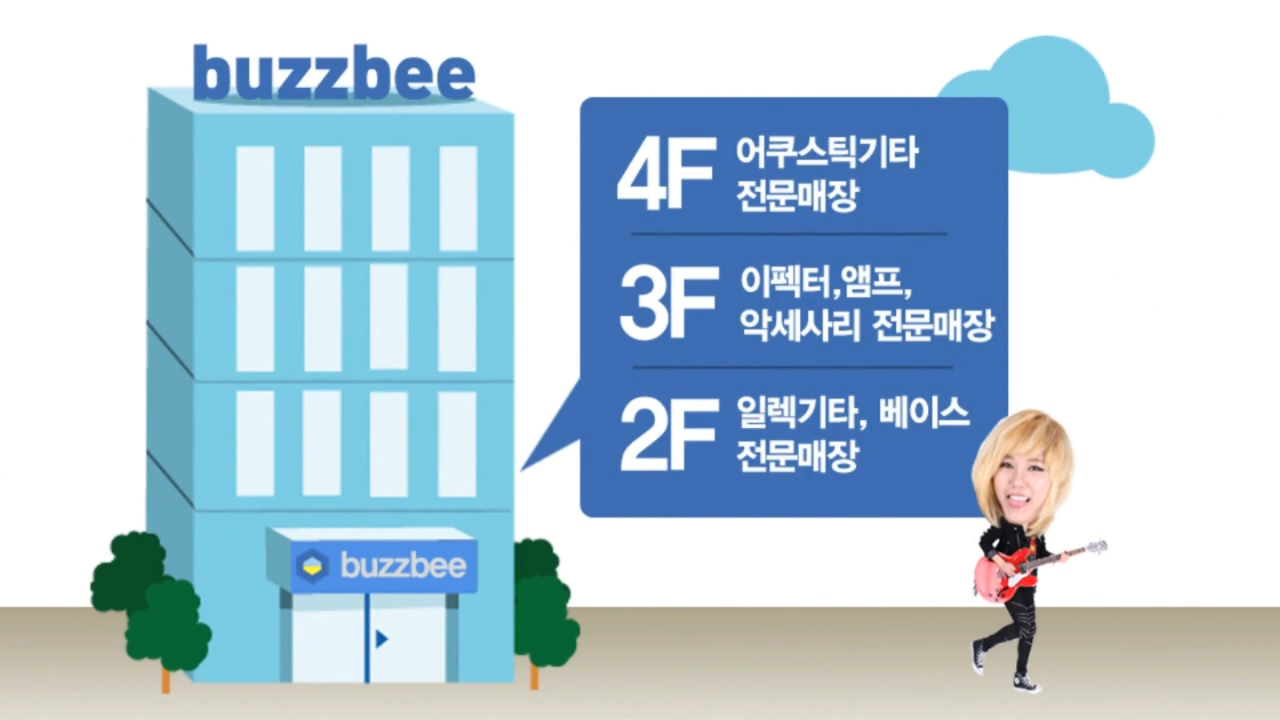 buzzbee
4F 어쿠스틱기타
전문매장
3F 이펙터,앰프,
악세사리 전문매장
2F 일렉기타, 베이스
전문매장
buzzbee